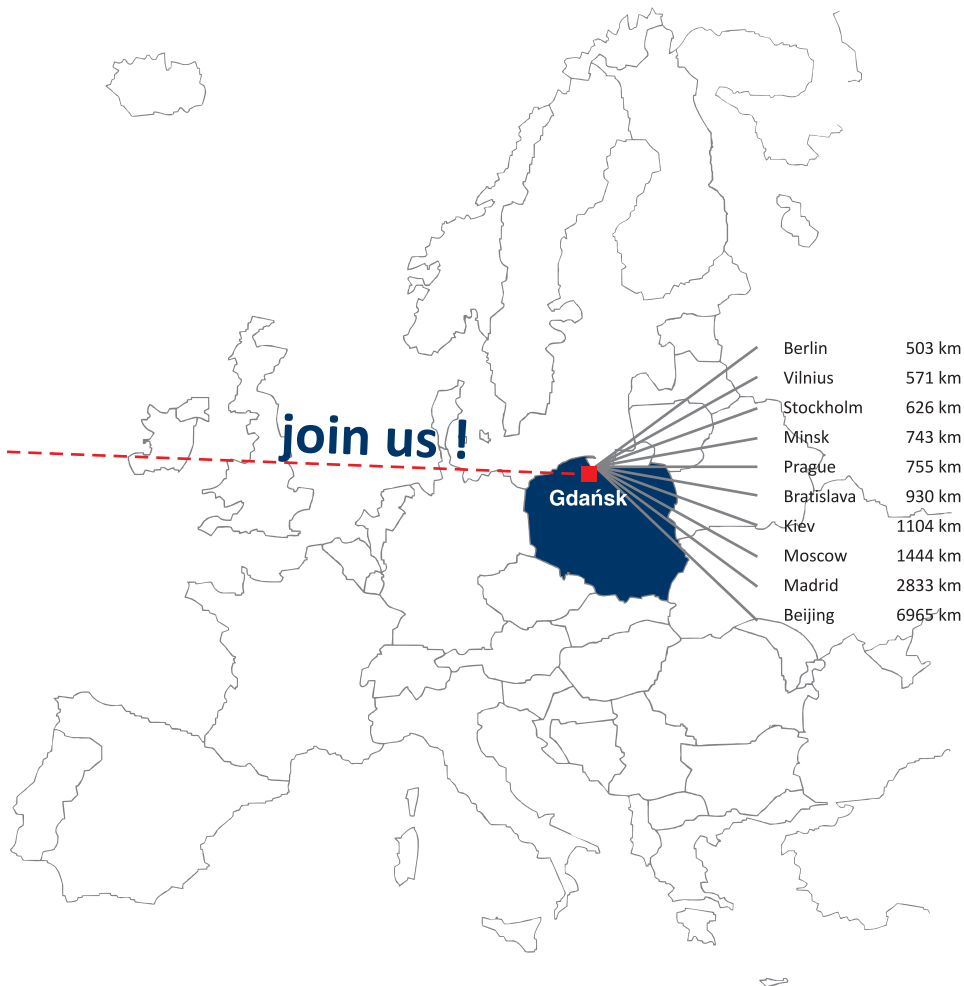 Berlin 503 km
Vilnius 571 km
Stockholm 626 km
join us !
Minsk 743 km
Prague 755 km
Gdańsk
Bratislava 930 km
Kiev 1104 km
Moscow 1444 km
Madrid 2833 km
Beijing 6965 km